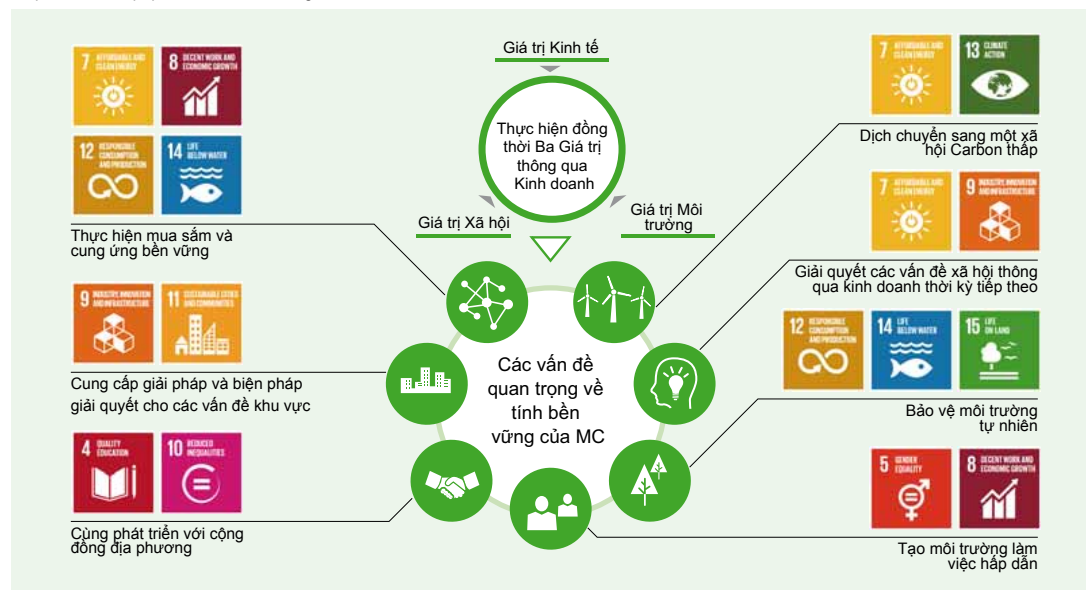 Giá trị Kinh tế
Thực hiện đồng
thời Ba Giá trị
thông qua
Kinh doanh
Giá trị Xã hội
Giá trị Môi
trường
7 AFFORDABLE AND
CLEAN ENERGY
8 DECENT WORK AND
ECONOMIC GROWTH
12 RESPONSIBLE
CONSUMPTION
AND PRODUCTION
14 LIFE
BELOW WATER
Thực hiện mua sắm và
cung ứng bền vững
9 INDUSTRY, INNOVATION
AND INFRASTRUCTURE
11 SUSTAINABLE CITIES
AND COMMUNITIES
Cung cấp giải pháp và biện pháp
giải quyết cho các vấn đề khu vực
4 QUALITY
EDUCATION
10 REDUCED
INEQUALITIES
Cùng phát triển với cộng
đồng địa phương
Các vấn đề
quan trọng về
tính bền
vững của MC
7 AFFORDABLE AND
CLEAN ENERGY
13 CLIMATE
ACTION
Dịch chuyển sang một xã
hội Carbon thấp
7 AFFORDABLE AND
CLEAN ENERGY
9 INDUSTRY, INNOVATION
AND INFRASTRUCTURE
Giải quyết các vấn đề xã hội thông
qua kinh doanh thời kỳ tiếp theo
12 RESPONSIBLE
CONSUMPTION
AND PRODUCTION
14 LIFE
BELOW WATER
15 LIFE
ON LAND
Bảo vệ môi trường
tự nhiên
5 GENDER
EQUALITY
8 DECENT WORK AND
ECONOMIC GROWTH
Tạo môi trường làm
việc hấp dẫn